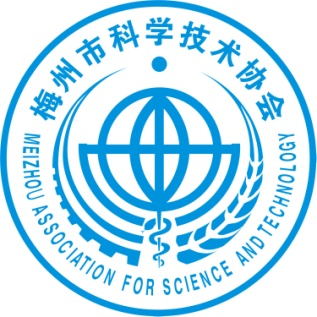 梅州市科学技术协会
MEIZHOU ASSOCIATION FOR SCIENCE AND TECHNOLOGY